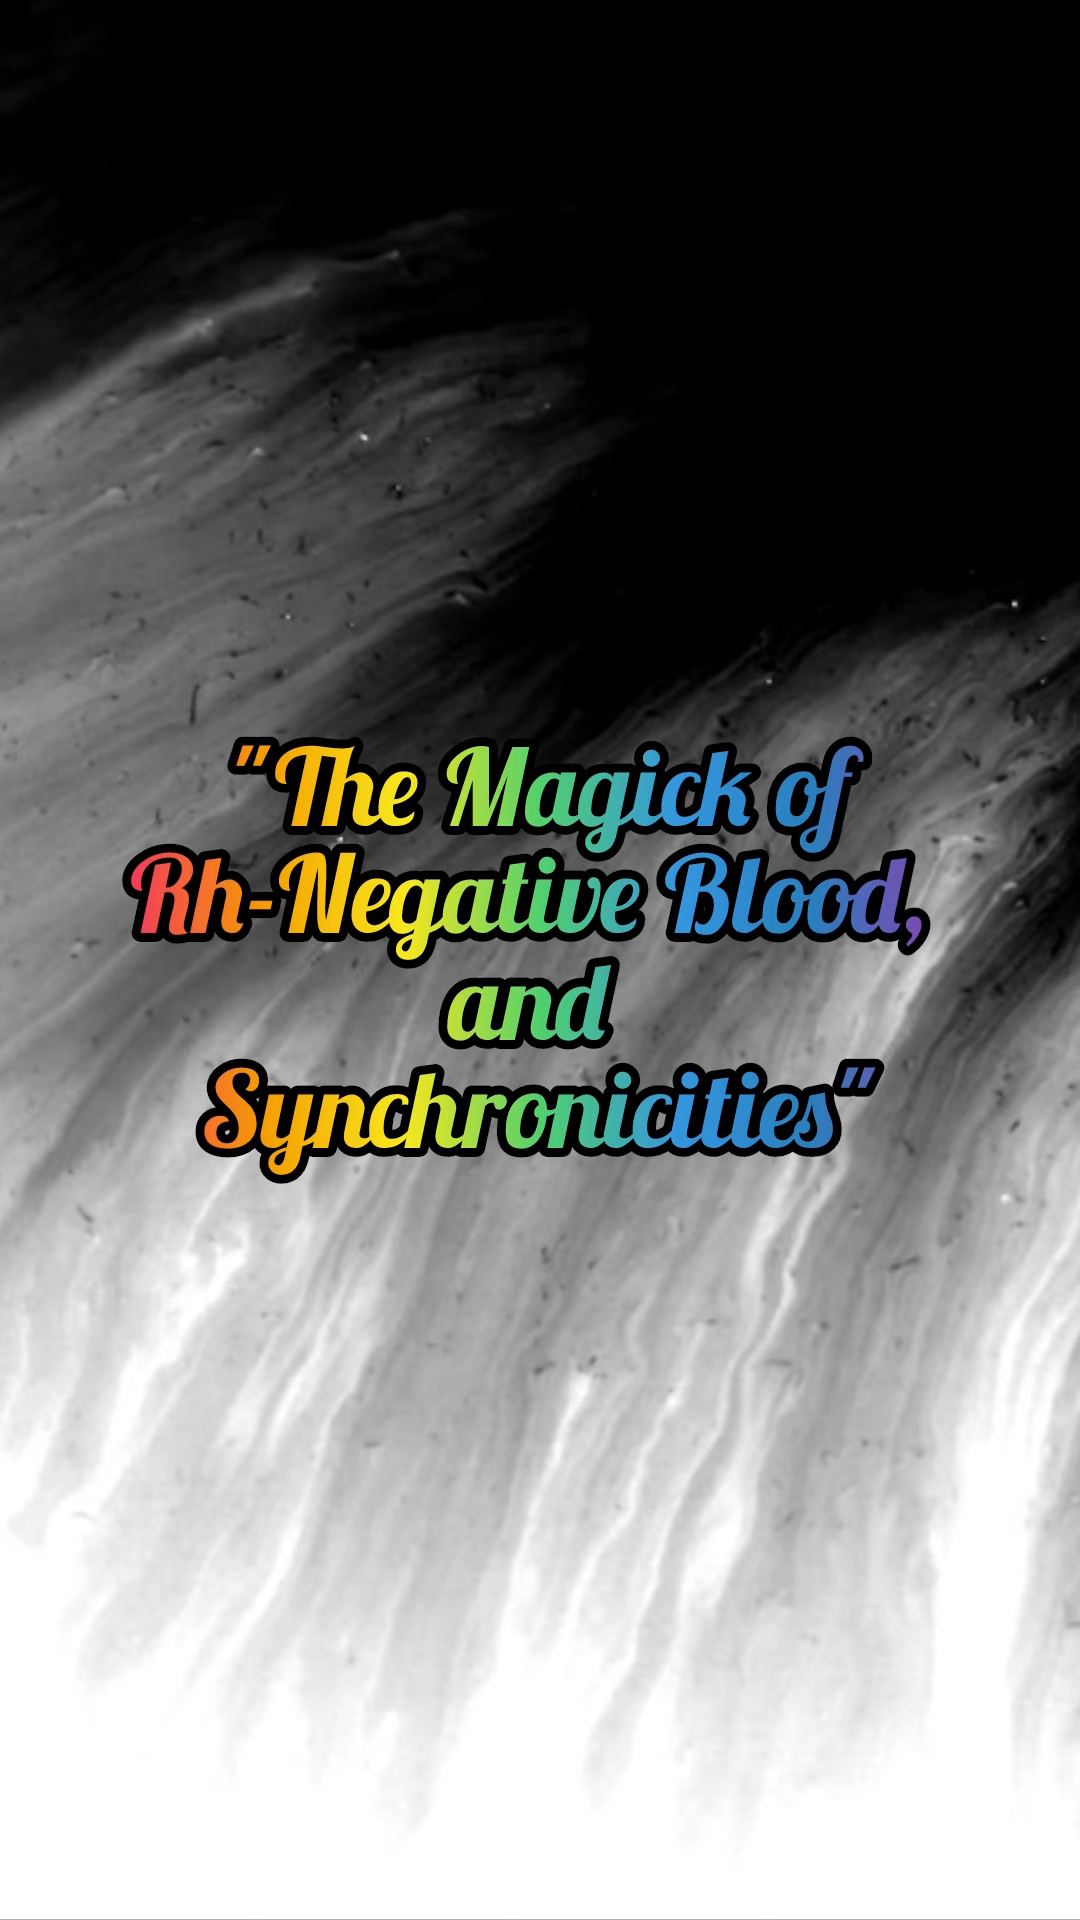 "The Magick of
Rh-Negative Blood,
and
Synchronicities"